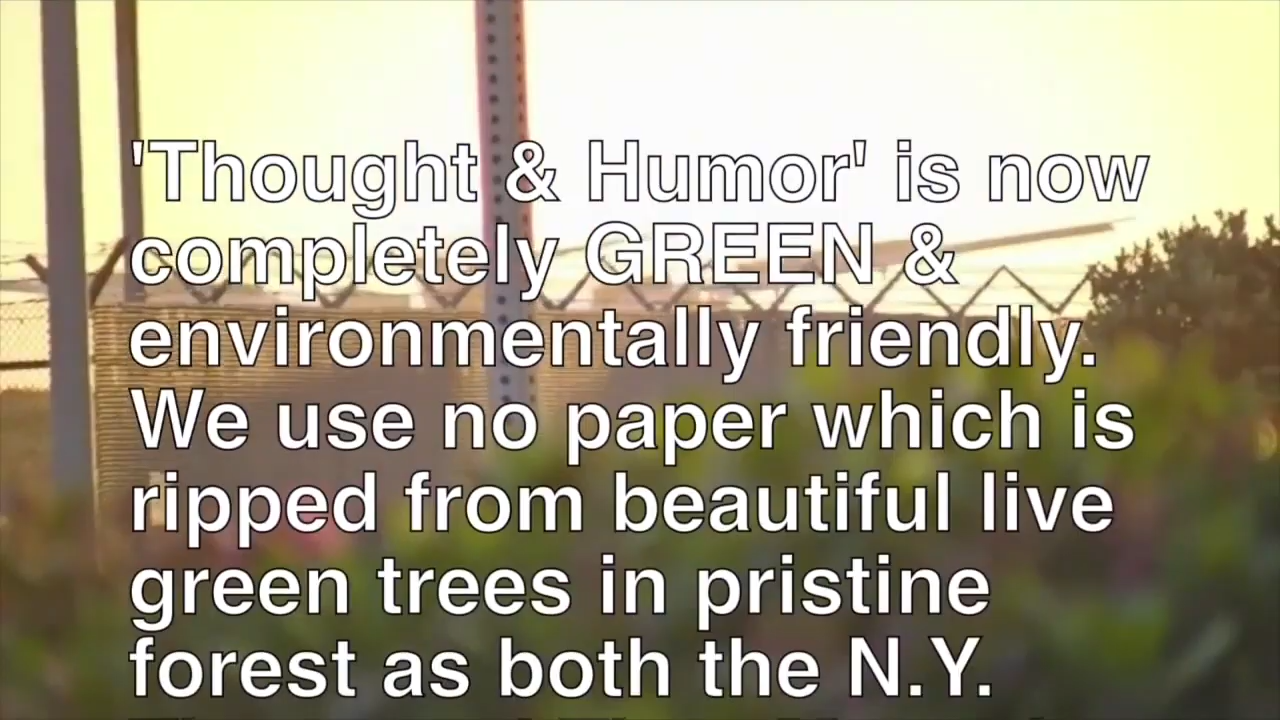 'Thought & Humor' is now
completely GREEN &
environmentally friendly.
We use no paper which is
ripped from beautiful live
green trees in pristine
forest as both the N.Y.